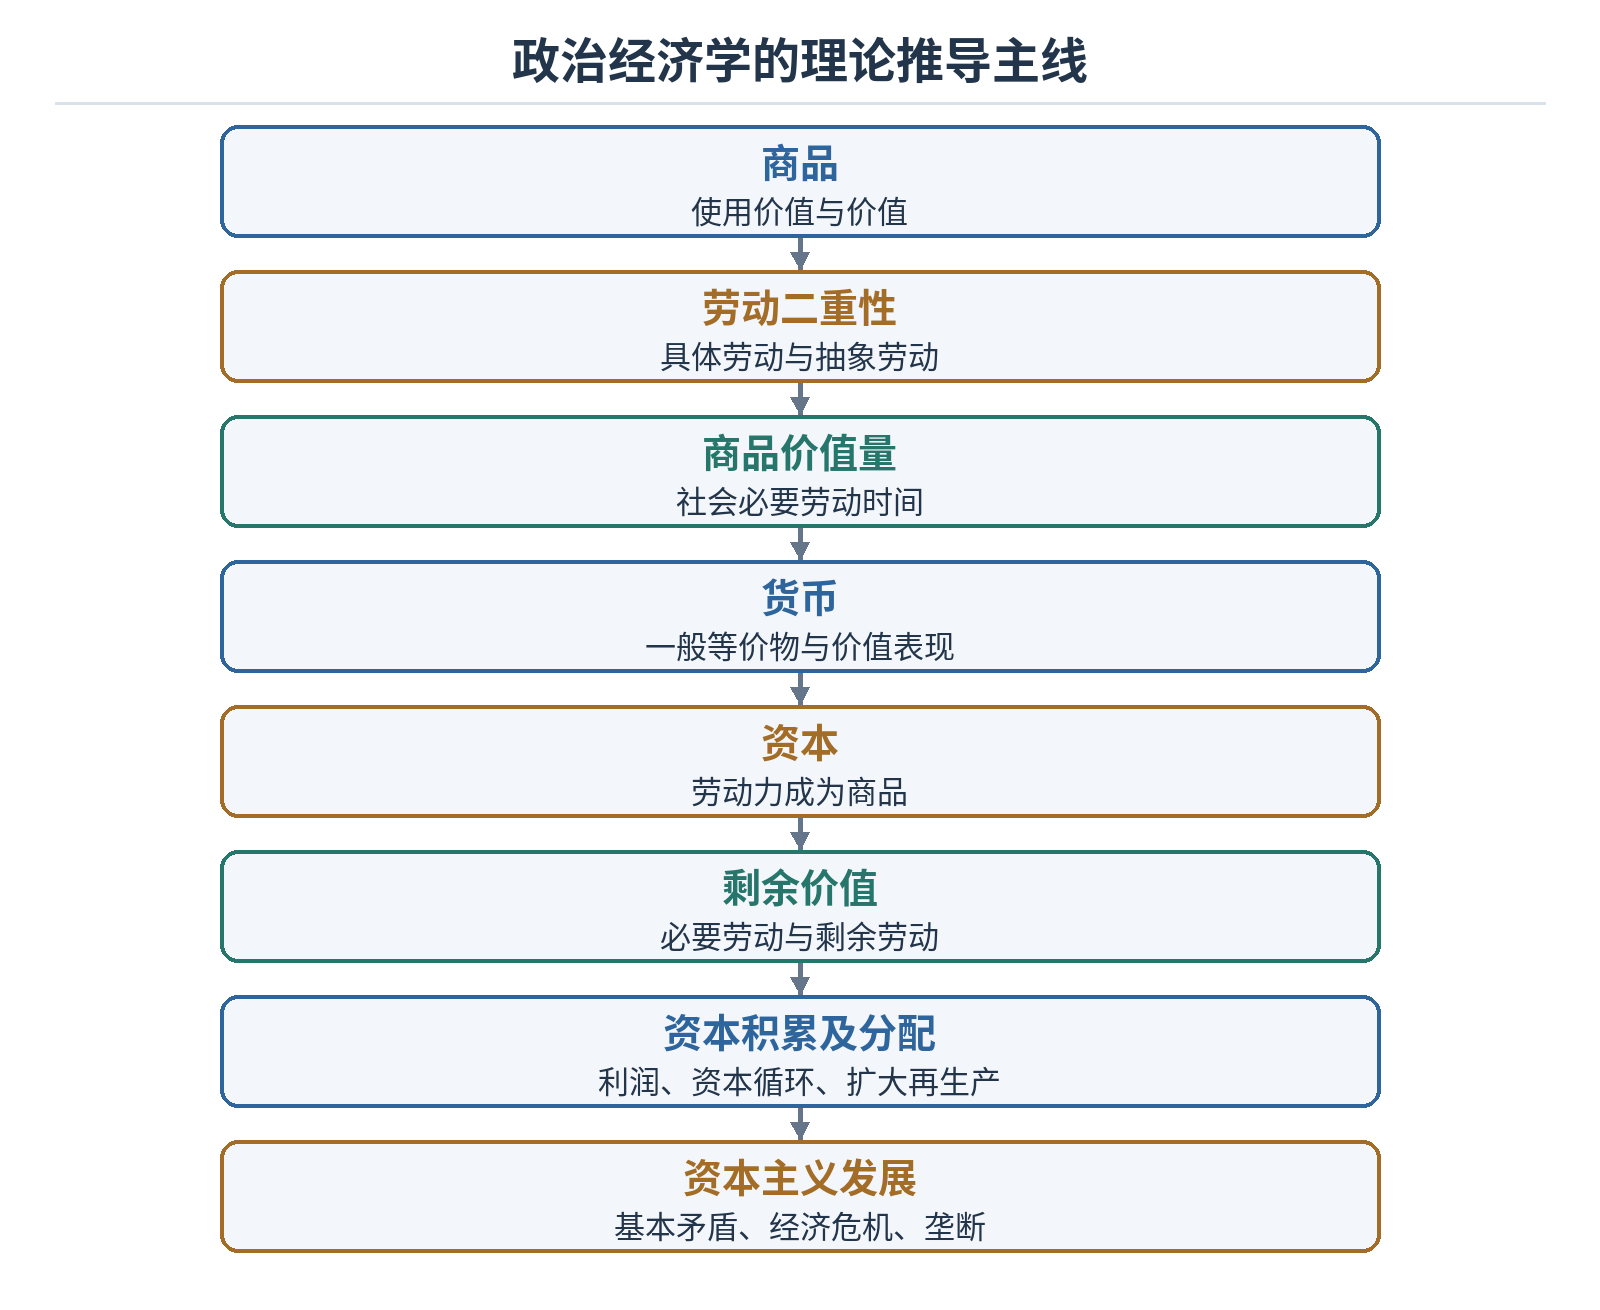 政治经济学的理论推导主线
商品
使用价值与价值
劳动二重性
具体劳动与抽象劳动
商品价值量
社会必要劳动时间
货币
一般等价物与价值表现
资本
劳动力成为商品
剩余价值
必要劳动与剩余劳动
资本积累及分配
利润、资本循环、扩大再生产
资本主义发展
基本矛盾、经济危机、垄断